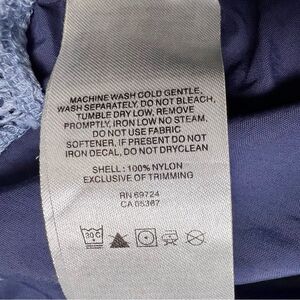 MACHINE WASH COLD GENTLE,
WASH SEPARATELY, DO NOT BLEACH,
TUMBLE DRY LOW, REMOVE
PROMPTLY, IRON LOW NO STEAM,
DO NOT USE FABRIC
SOFTENER, IF PRESENT DO NOT
IRON DECAL, DO NOT DRYCLEAN
SHELL: 100% NYLON
EXCLUSIVE OF TRIMMING
RN 69724
CA 05367
30 C